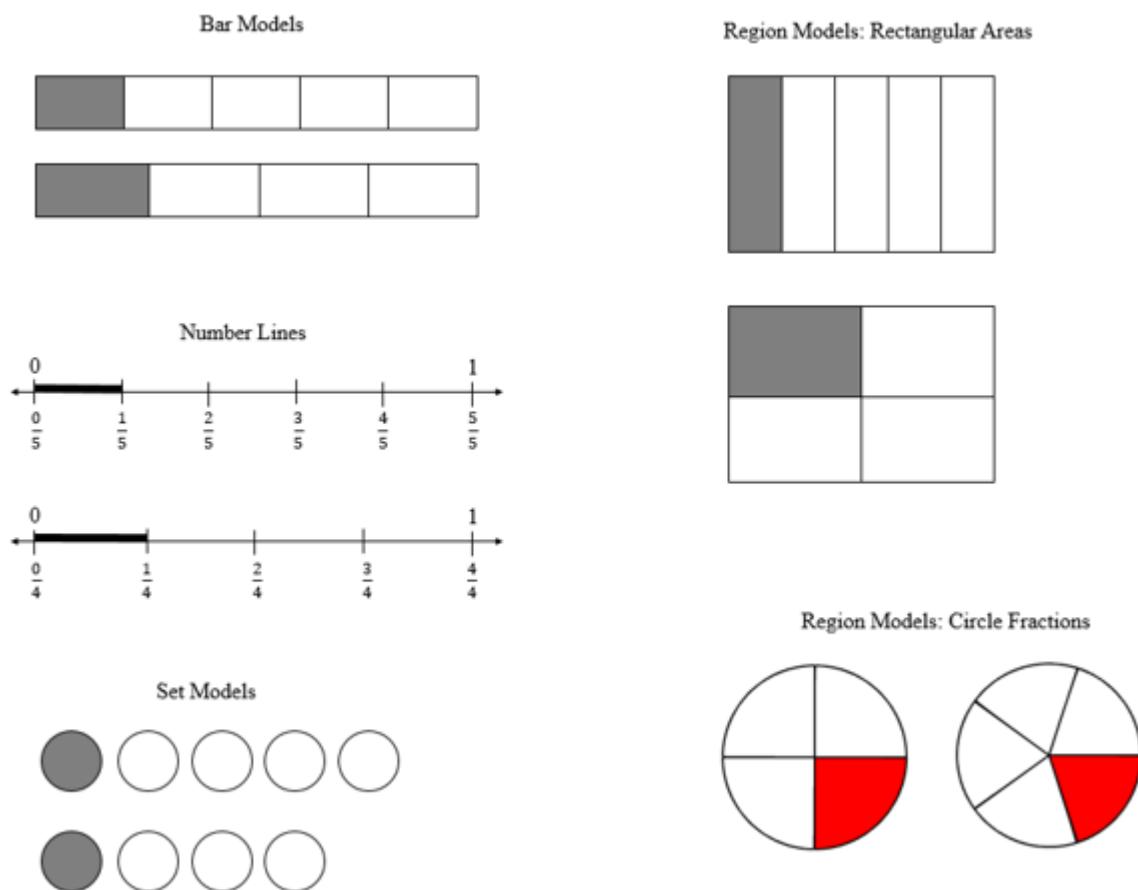 Bar Models
Region Models: Rectangular Areas
Number Lines
0 1
0/5 1/5 2/5 3/5 4/5 5/5
0 1
0/4 1/4 2/4 3/4 4/4
Region Models: Circle Fractions
Set Models